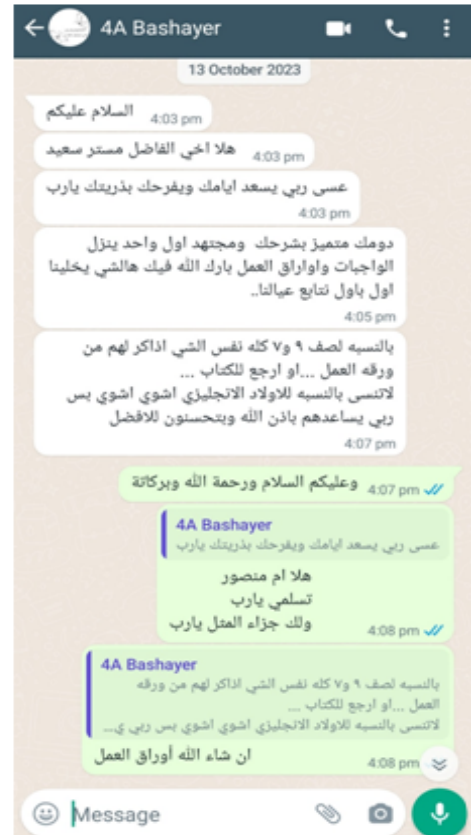 4A Bashayer
13 October 2023
السلام عليكم
4:03 pm
هلا اخي الفاضل مستر سعيد
4:03 pm
عسى ربي يسعد ايامك ويفرحك بذريتك يارب
4:03 pm
دومك متميز بشرحك ومجتهد اول واحد ينزل
الواجبات واواراق العمل بارك الله فيك هالشي يخلينا
اول باول نتابع عيالنا..
4:05 pm
بالنسبه لصف ٩ و٧ كله نفس الشي اذاكر لهم من
ورقه العمل ...او ارجع للكتاب ...
لاتنسى بالنسبه للاولاد الانجليزي اشوي اشوي بس
ربي يساعدهم باذن الله ويتحسنون للافضل
4:07 pm
وعليكم السلام ورحمة الله وبركاتة
4:07 pm
4A Bashayer
عسى ربي يسعد ايامك ويفرحك بذريتك يارب
هلا ام منصور
تسلمي يارب
ولك جزاء المثل يارب
4:08 pm
4A Bashayer
بالنسبه لصف ٩ و٧ كله نفس الشي اذاكر لهم من ورقه
العمل ...او ارجع للكتاب ...
لاتنسى بالنسبه للاولاد الانجليزي اشوي اشوي بس ربي ي...
ان شاء الله أوراق العمل
4:08 pm
Message